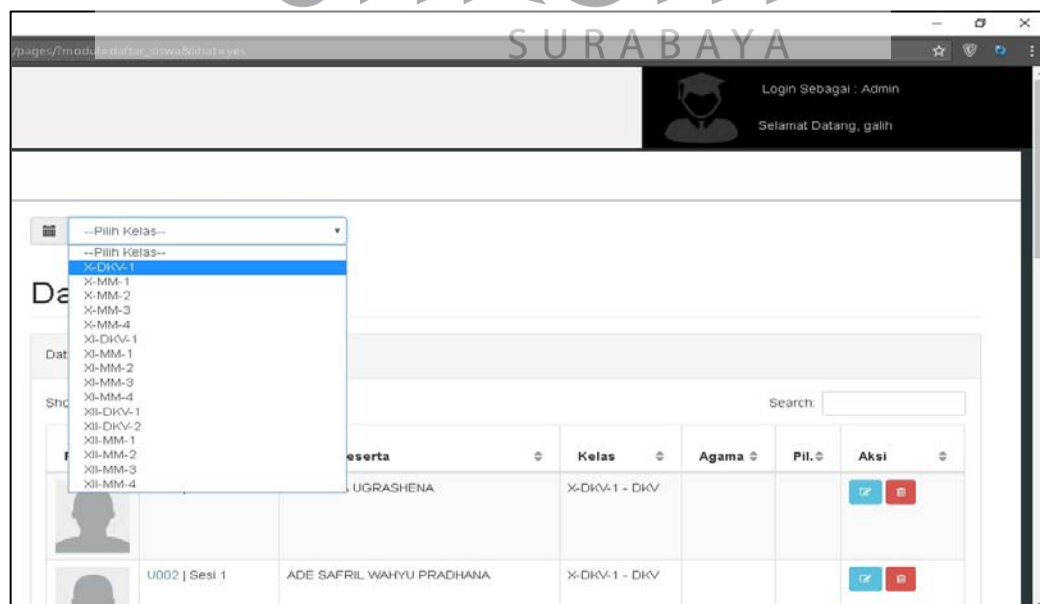 SURABAYA
/pages/?modul=daftar_siswa&lihat=yes
Login Sebagai : Admin
Selamat Datang, galih
--Pilih Kelas--
--Pilih Kelas--
X-DKV-1
X-MM-1
X-MM-2
X-MM-3
X-MM-4
XI-DKV-1
XI-MM-1
XI-MM-2
XI-MM-3
XI-MM-4
XII-DKV-1
XII-DKV-2
XII-MM-1
XII-MM-2
XII-MM-3
XII-MM-4
Da
Dat
Sho
Search:
eserta Kelas Agama Pil. Aksi
UGRASHENA X-DKV-1 - DKV
U002 | Sesi 1 ADE SAFRIL WAHYU PRADHANA X-DKV-1 - DKV